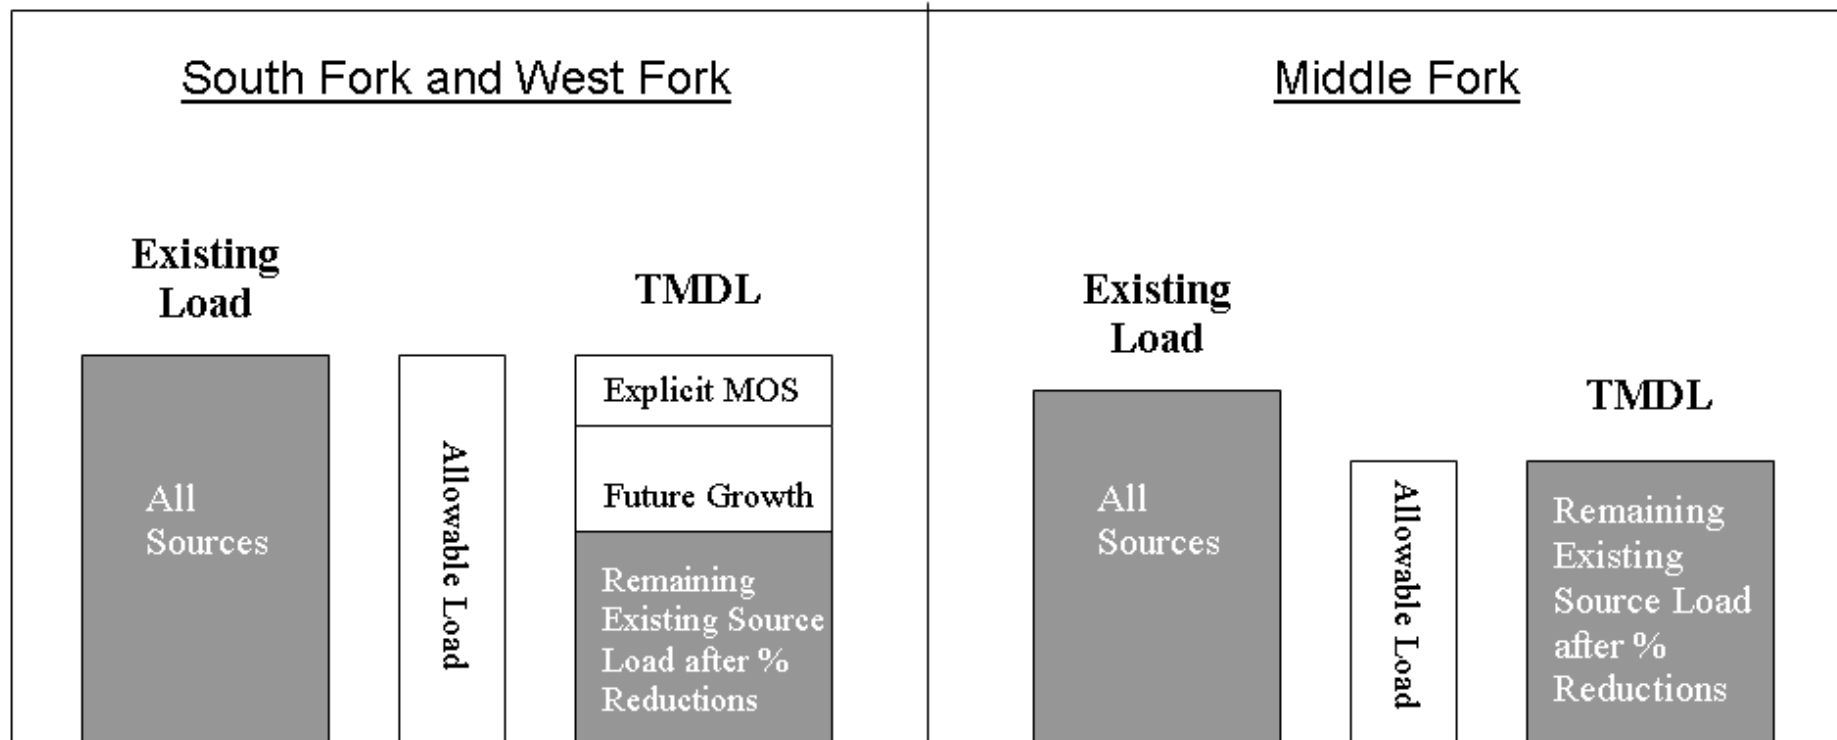 South Fork and West Fork
Existing
Load
TMDL
All
Sources
Allowable Load
Explicit MOS
Future Growth
Remaining
Existing Source
Load after %
Reductions
Middle Fork
Existing
Load
TMDL
All
Sources
Allowable Load
Remaining
Existing
Source Load
after %
Reductions